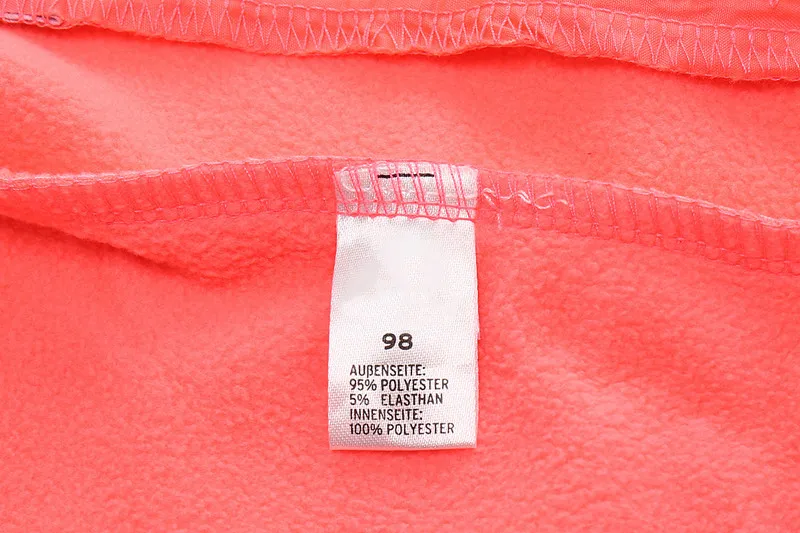 98
AUßENSEITE:
95% POLYESTER
5% ELASTHAN
INNENSEITE:
100% POLYESTER